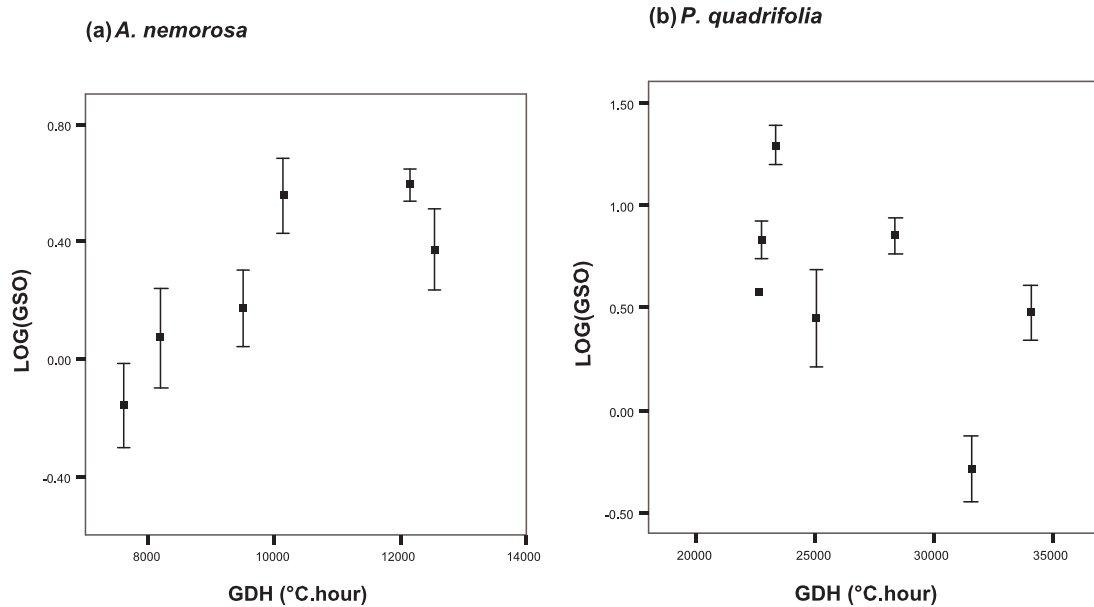 (a) A. nemorosa
0.80
0.40
0.00
-0.40
LOG(GSO)
8000 10000 12000 14000
GDH (°C.hour)
(b) P. quadrifolia
1.50
1.00
0.50
0.00
-0.50
LOG(GSO)
20000 25000 30000 35000
GDH (°C.hour)